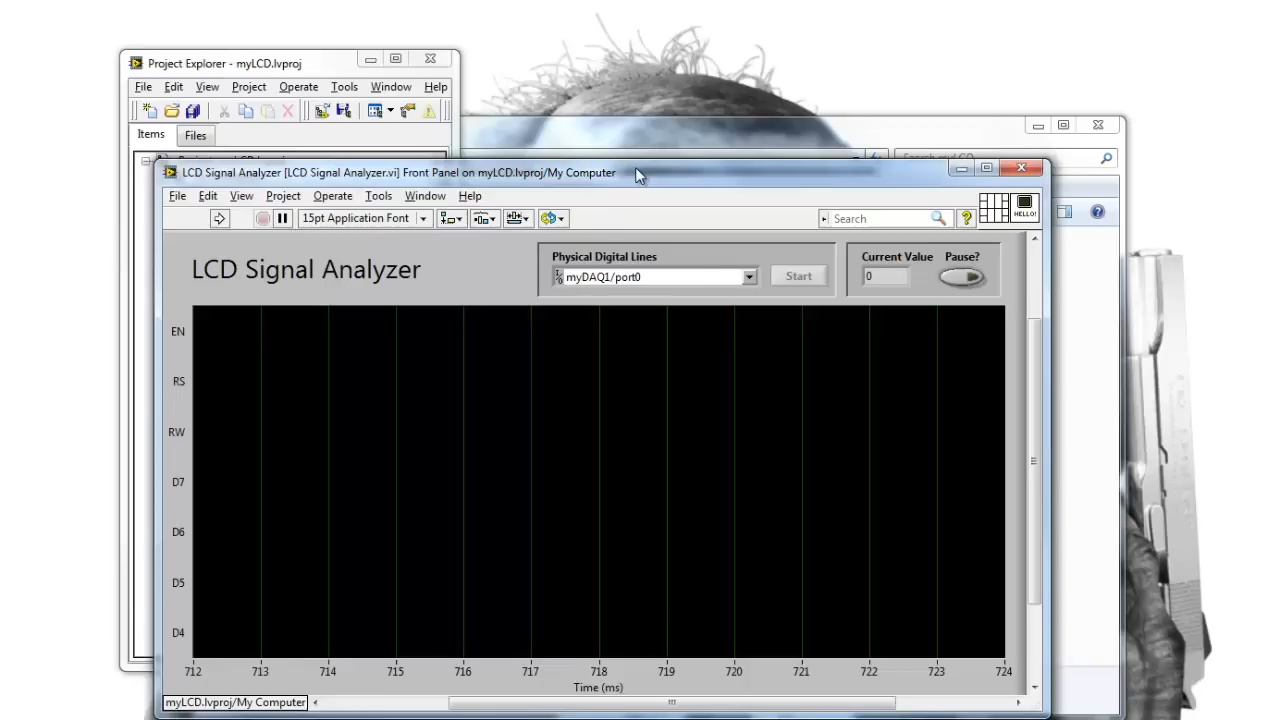 Project Explorer - myLCD.lvproj
File Edit View Project Operate Tools Window Help
Items Files
LCD Signal Analyzer [LCD Signal Analyzer.vi] Front Panel on myLCD.lvproj/My Computer
File Edit View Project Operate Tools Window Help
15pt Application Font
Search
?
HELLO!
LCD Signal Analyzer
Physical Digital Lines
myDAQ1/port0
Start
Current Value
0
Pause?
EN
RS
RW
D7
D6
D5
D4
712 713 714 715 716 717 718 719 720 721 722 723 724
Time (ms)
myLCD.lvproj/My Computer